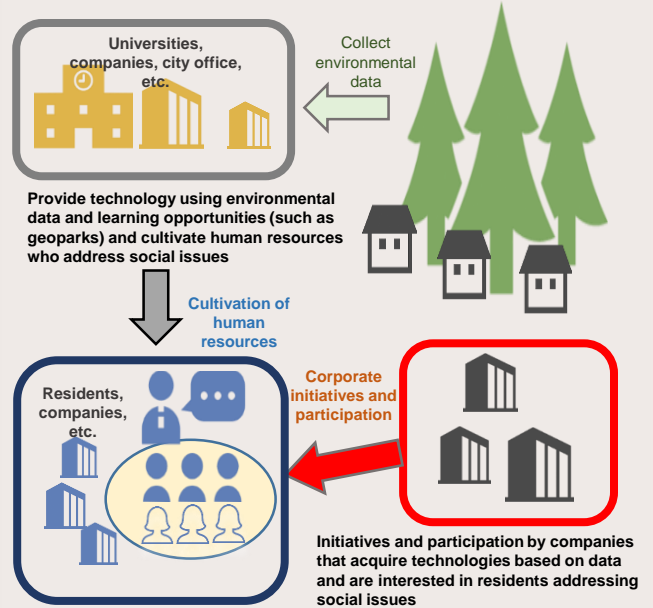 Universities,
companies, city office,
etc.
Collect
environmental
data
Provide technology using environmental
data and learning opportunities (such as
geoparks) and cultivate human resources
who address social issues
Cultivation of
human
resources
Residents,
companies,
etc.
Corporate
initiatives and
participation
Initiatives and participation by companies
that acquire technologies based on data
and are interested in residents addressing
social issues